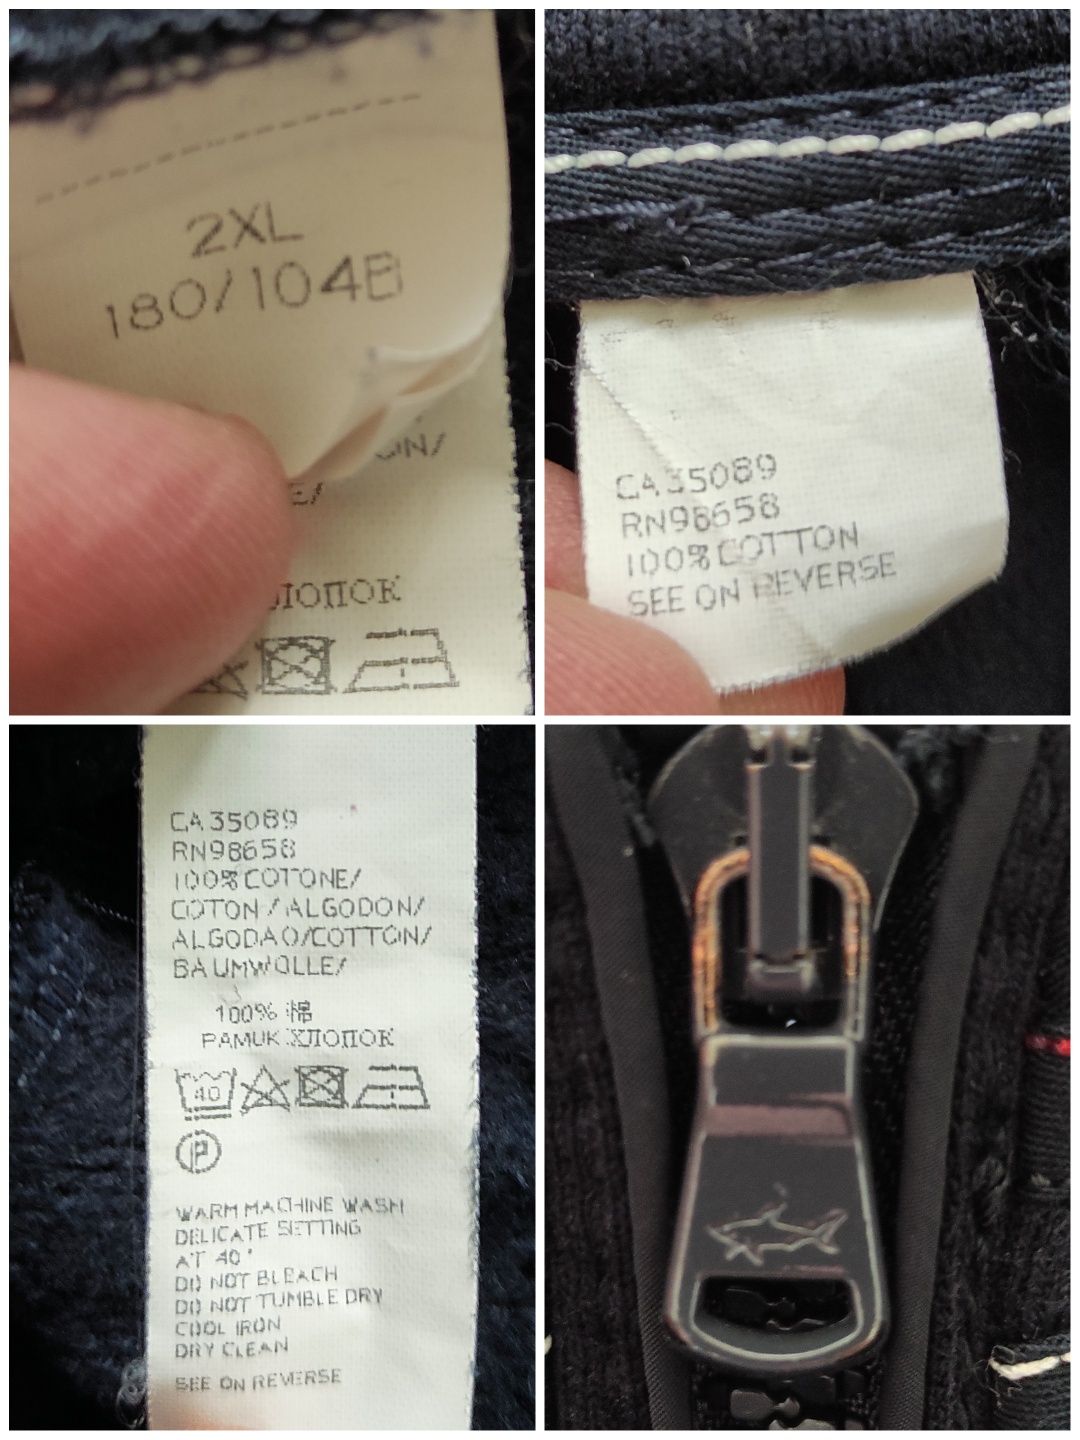 2XL
180/104B
ХЛОПОК
CA35089
RN98658
100% COTTON
SEE ON REVERSE
CA35089
RN98658
100% COTONE/
COTON/ALGODON/
ALGODAO/COTTON/
BAUMWOLLE/
100% 棉
PAMUK ХЛОПОК
40
P
WARM MACHINE WASH
DELICATE SETTING
AT 40°
DO NOT BLEACH
DO NOT TUMBLE DRY
COOL IRON
DRY CLEAN
SEE ON REVERSE